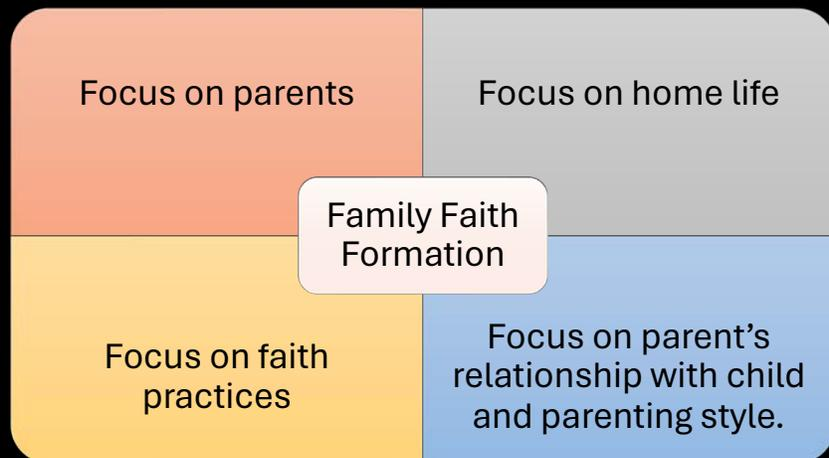 Focus on parents
Focus on home life
Family Faith
Formation
Focus on faith
practices
Focus on parent’s
relationship with child
and parenting style.